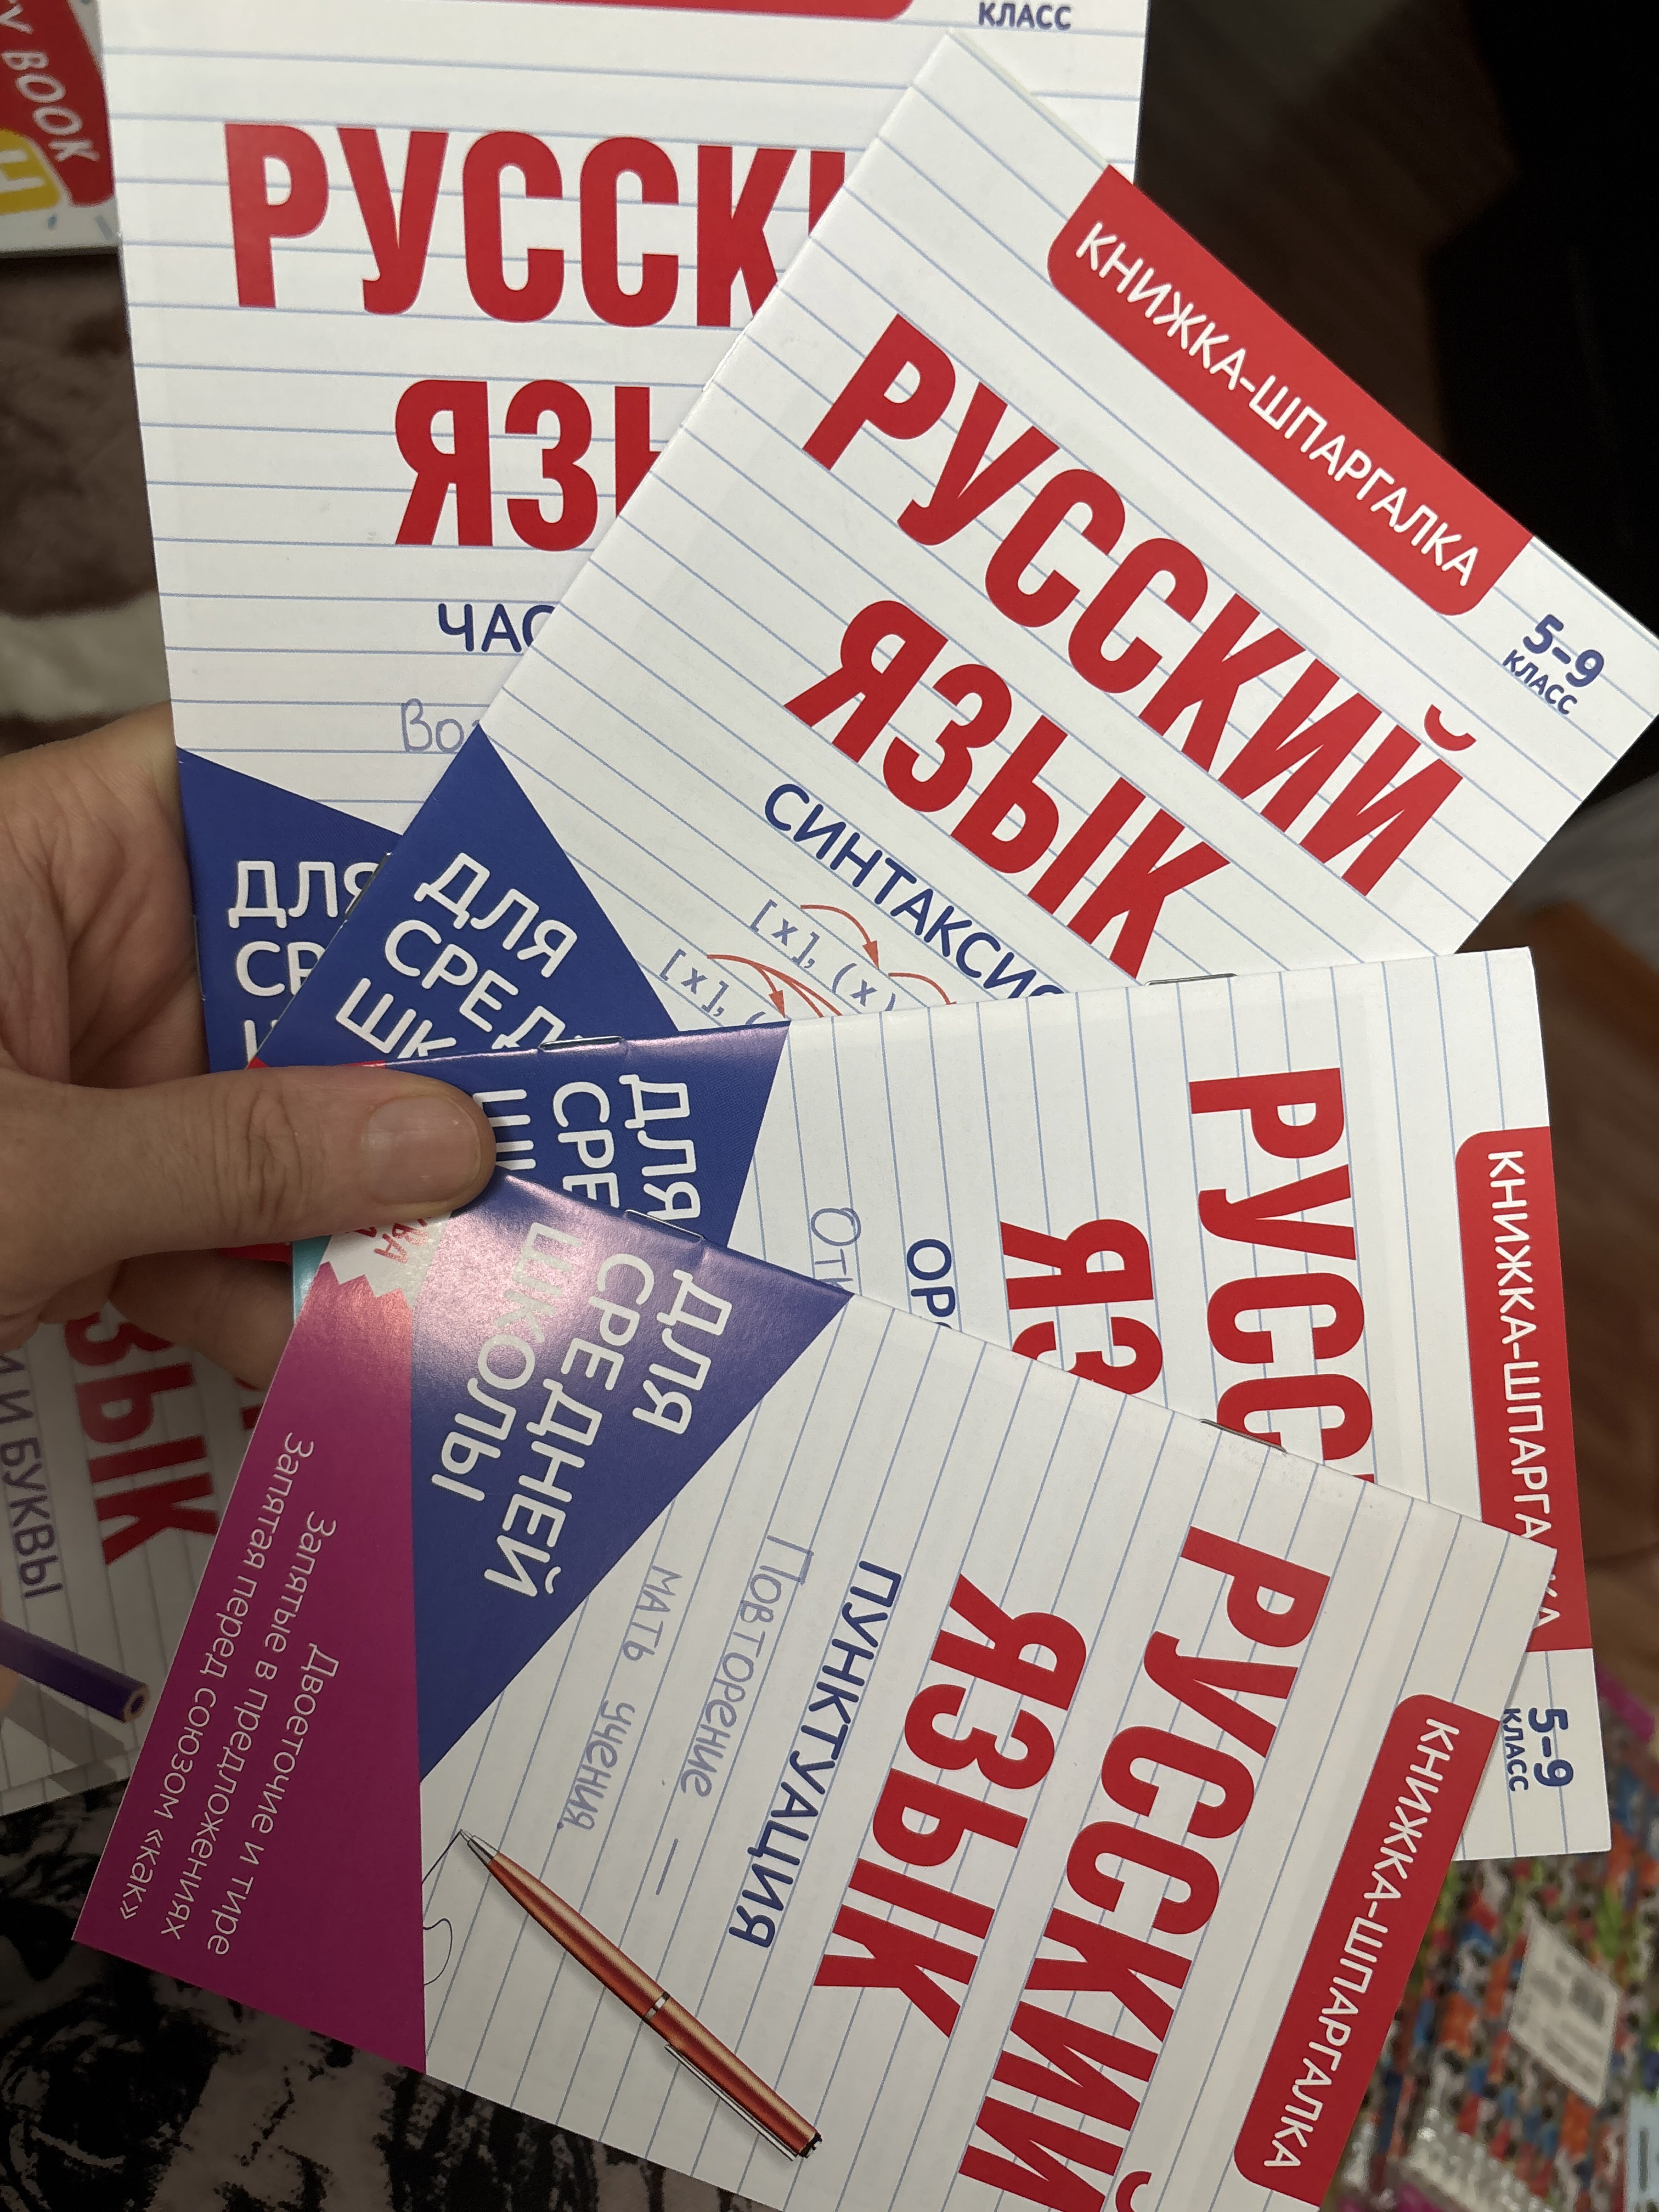 BOOK
КЛАСС
РУССКИ
ЯЗЫ
ЧАС
Воз
ДЛЯ
СР
КНИЖКА-ШПАРГАЛКА
5-9
КЛАСС
РУССКИЙ
ЯЗЫК
СИНТАКСИС
[x], (x)
[x], (
ДЛЯ
СРЕД
ШК
КНИЖКА-ШПАРГАЛКА
5-9
КЛАСС
РУСС
ЯЗ
ОР
От
ДЛЯ
СРЕ
Ш
КНИЖКА-ШПАРГАЛКА
РУССКИЙ
ЯЗЫК
ПУНКТУАЦИЯ
Повторение —
мать учения.
ДЛЯ
СРЕДНЕЙ
ШКОЛЫ
Двоеточие и тире
Запятые в предложениях
Запятая перед союзом «как»
ЗЫК
И БУКВЫ